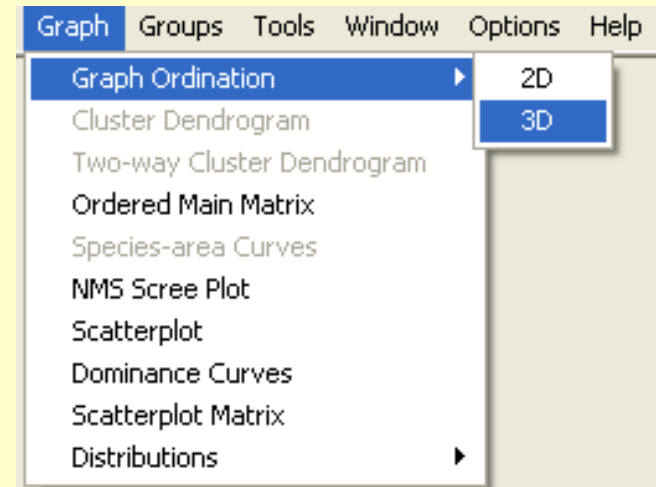 Graph Groups Tools Window Options Help
Graph Ordination
2D
3D
Cluster Dendrogram
Two-way Cluster Dendrogram
Ordered Main Matrix
Species-area Curves
NMS Scree Plot
Scatterplot
Dominance Curves
Scatterplot Matrix
Distributions